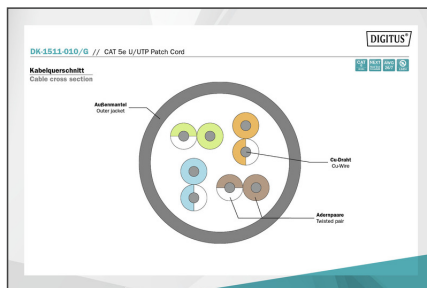 DIGITUS®
DK-1511-010/G // CAT 5e U/UTP Patch Cord
Kabelquerschnitt
Cable cross section
Außenmantel
Outer jacket
Cu-Draht
Cu-Wire
Adernpaare
Twisted pair